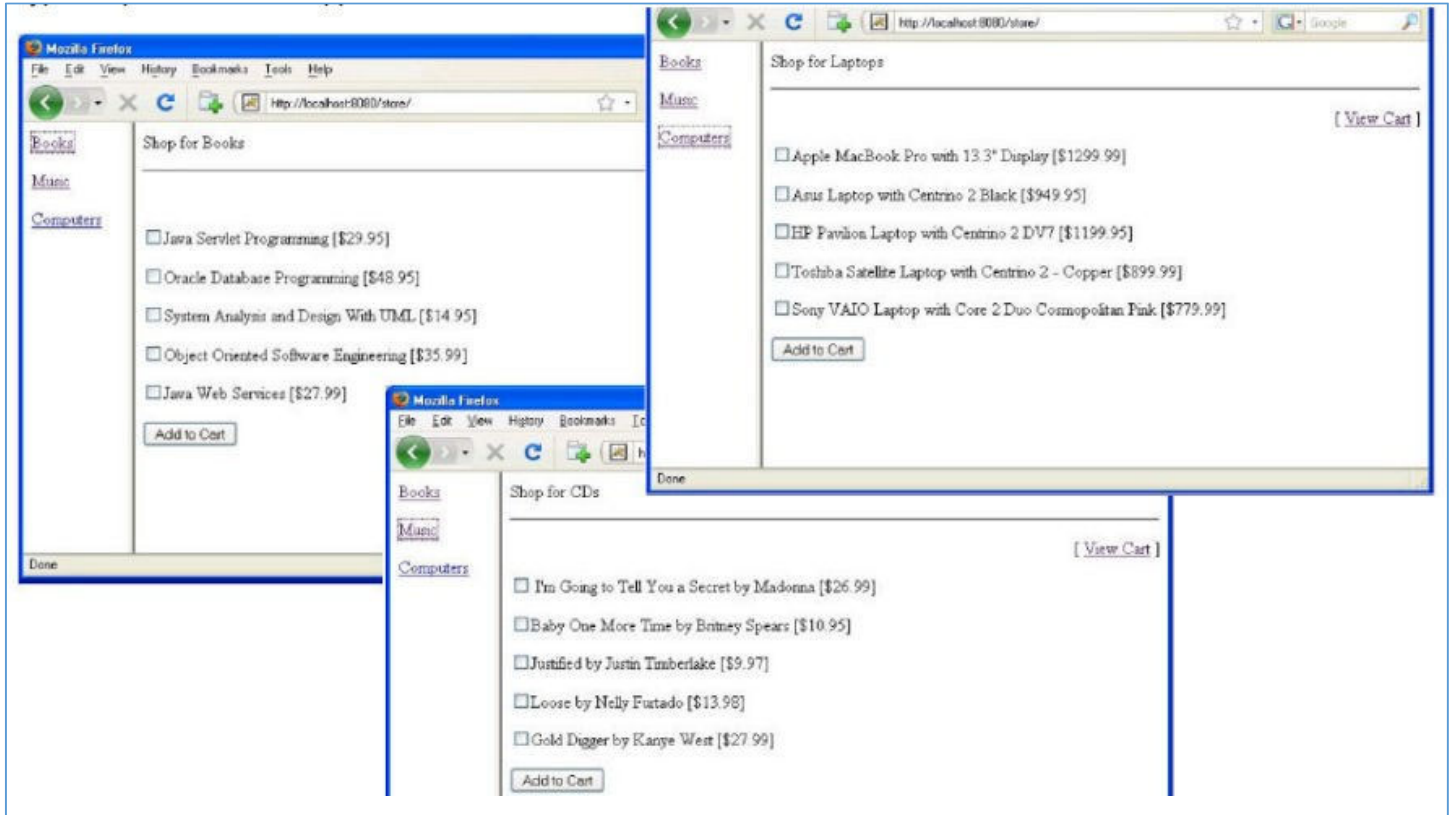 Mozilla Firefox
File Edit View History Bookmarks Tools Help
http://localhost:8080/store/
Books
Music
Computers
Shop for Books
Java Servlet Programming [$29.95]
Oracle Database Programming [$48.95]
System Analysis and Design With UML [$14.95]
Object Oriented Software Engineering [$35.99]
Java Web Services [$27.99]
Add to Cart
Done
http://localhost:8080/store/
Google
Books
Music
Computers
Shop for Laptops
[ View Cart ]
Apple MacBook Pro with 13.3" Display [$1299.99]
Asus Laptop with Centrino 2 Black [$949.95]
HP Pavilion Laptop with Centrino 2 DV7 [$1199.95]
Toshiba Satellite Laptop with Centrino 2 - Copper [$899.99]
Sony VAIO Laptop with Core 2 Duo Cosmopolitan Pink [$779.99]
Add to Cart
Done
Mozilla Firefox
File Edit View History Bookmarks
Books
Music
Computers
Shop for CDs
[ View Cart ]
I'm Going to Tell You a Secret by Madonna [$26.99]
Baby One More Time by Britney Spears [$10.95]
Justified by Justin Timberlake [$9.97]
Loose by Nelly Furtado [$13.98]
Gold Digger by Kanye West [$27.99]
Add to Cart